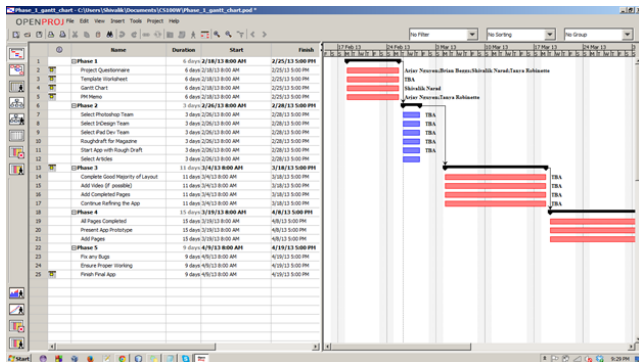 Phase_1_gantt_chart - C:\Users\Shivalik\Documents\CS100W\Phase_1_gantt_chart.pod *
OPENPROJ File Edit View Insert Tools Project Help
No Filter No Sorting No Group
Name Duration Start Finish
17 Feb 13 24 Feb 13 3 Mar 13 10 Mar 13 17 Mar 13 24 Mar 13
1 Phase 1 6 days 2/18/13 8:00 AM 2/25/13 5:00 PM
2 Project Questionnaire 6 days 2/18/13 8:00 AM 2/25/13 5:00 PM
3 Template Worksheet 6 days 2/18/13 8:00 AM 2/25/13 5:00 PM TBA
4 Gantt Chart 6 days 2/18/13 8:00 AM 2/25/13 5:00 PM Shivalik Narad
5 PM Memo 6 days 2/18/13 8:00 AM 2/25/13 5:00 PM
6 Phase 2 3 days 2/26/13 8:00 AM 2/28/13 5:00 PM
7 Select Photoshop Team 3 days 2/26/13 8:00 AM 2/28/13 5:00 PM TBA
8 Select InDesign Team 3 days 2/26/13 8:00 AM 2/28/13 5:00 PM TBA
9 Select iPad Dev Team 3 days 2/26/13 8:00 AM 2/28/13 5:00 PM TBA
10 Roughdraft for Magazine 3 days 2/26/13 8:00 AM 2/28/13 5:00 PM TBA
11 Start App with Rough Draft 3 days 2/26/13 8:00 AM 2/28/13 5:00 PM TBA
12 Select Articles 3 days 2/26/13 8:00 AM 2/28/13 5:00 PM TBA
13 Phase 3 11 days 3/4/13 8:00 AM 3/18/13 5:00 PM
14 Complete Good Majority of Layout 11 days 3/4/13 8:00 AM 3/18/13 5:00 PM TBA
15 Add Video (if possible) 11 days 3/4/13 8:00 AM 3/18/13 5:00 PM TBA
16 Add Completed Pages 11 days 3/4/13 8:00 AM 3/18/13 5:00 PM TBA
17 Continue Refining the App 11 days 3/4/13 8:00 AM 3/18/13 5:00 PM TBA
18 Phase 4 15 days 3/19/13 8:00 AM 4/8/13 5:00 PM
19 All Pages Completed 15 days 3/19/13 8:00 AM 4/8/13 5:00 PM
20 Present App Prototype 15 days 3/19/13 8:00 AM 4/8/13 5:00 PM
21 Add Pages 15 days 3/19/13 8:00 AM 4/8/13 5:00 PM
22 Phase 5 9 days 4/9/13 8:00 AM 4/19/13 5:00 PM
23 Fix any Bugs 9 days 4/9/13 8:00 AM 4/19/13 5:00 PM
24 Ensure Proper Working 9 days 4/9/13 8:00 AM 4/19/13 5:00 PM
25 Finish Final App 9 days 4/9/13 8:00 AM 4/19/13 5:00 PM
Start 9:29 PM